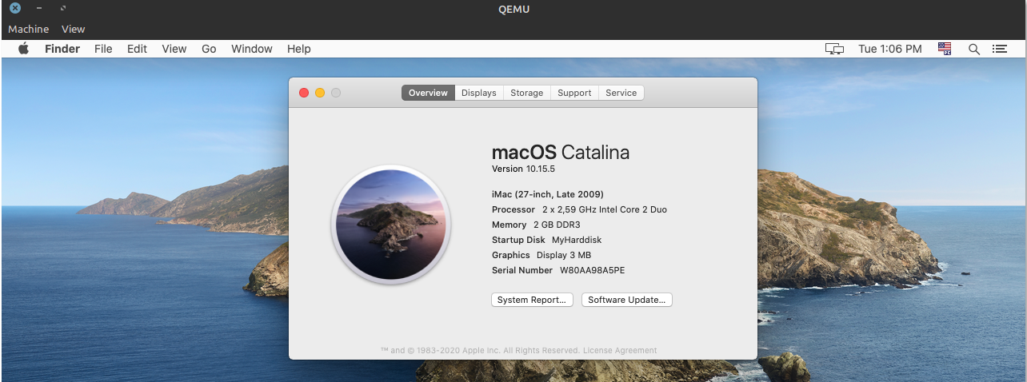 QEMU
Machine View
Finder File Edit View Go Window Help Tue 1:06 PM
Overview Displays Storage Support Service
macOS Catalina
Version 10.15.5
iMac (27-inch, Late 2009)
Processor 2 x 2,59 GHz Intel Core 2 Duo
Memory 2 GB DDR3
Startup Disk MyHarddisk
Graphics Display 3 MB
Serial Number W80AA98A5PE
System Report... Software Update...
™ and © 1983-2020 Apple Inc. All Rights Reserved. License Agreement